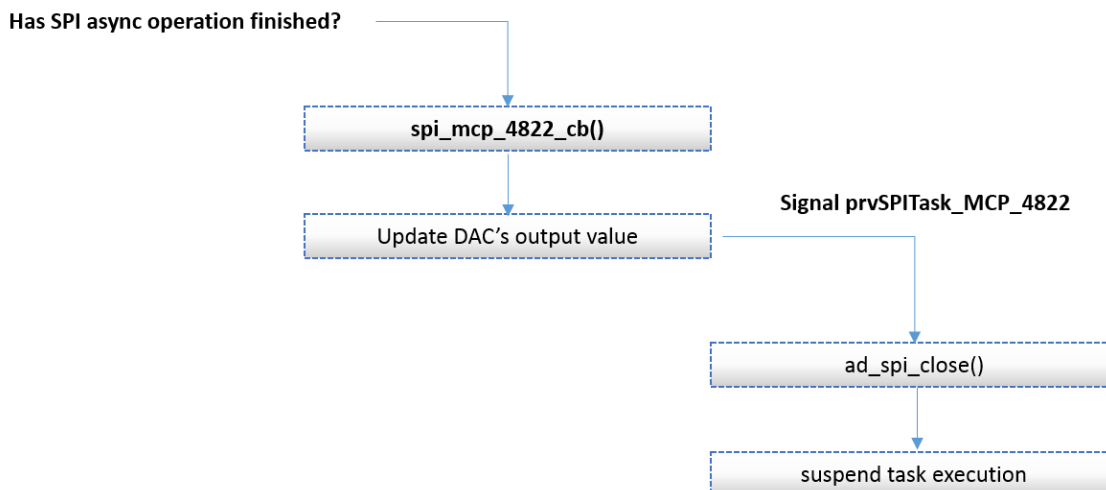 Has SPI async operation finished?
spi_mcp_4822_cb()
Update DAC’s output value
Signal prvSPITask_MCP_4822
ad_spi_close()
suspend task execution